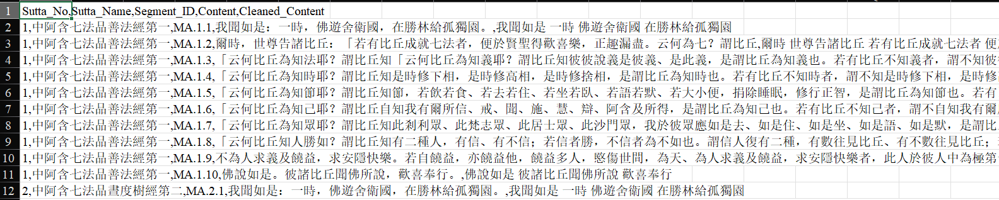 1 Sutta_No,Sutta_Name,Segment_ID,Content,Cleaned_Content
2 1,中阿含七法品善法經第一,MA.1.1,我聞如是：一時，佛遊舍衛國，在勝林給孤獨園。,我聞如是 一時 佛遊舍衛國 在勝林給孤獨園
3 1,中阿含七法品善法經第一,MA.1.2,爾時，世尊告諸比丘：「若有比丘成就七法者，便於賢聖得歡喜樂，正趣漏盡。云何為七？謂比丘,爾時 世尊告諸比丘 若有比丘成就七法者 便
4 1,中阿含七法品善法經第一,MA.1.3,「云何比丘為知法耶？謂比丘知「云何比丘為知義耶？謂比丘知彼彼說義是彼義、是此義，是謂比丘為知義也。若有比丘不知義者，謂不知彼
5 1,中阿含七法品善法經第一,MA.1.4,「云何比丘為知時耶？謂比丘知是時修下相，是時修高相，是時修捨相，是謂比丘為知時也。若有比丘不知時者，謂不知是時修下相，是時修
6 1,中阿含七法品善法經第一,MA.1.5,「云何比丘為知節耶？謂比丘知節，若飲若食、若去若住、若坐若臥、若語若默、若大小便，捐除睡眠，修行正智，是謂比丘為知節也。若有
7 1,中阿含七法品善法經第一,MA.1.6,「云何比丘為知己耶？謂比丘自知我有爾所信、戒、聞、施、慧、辯、阿含及所得，是謂比丘為知己也。若有比丘不知己者，謂不自知我有爾
8 1,中阿含七法品善法經第一,MA.1.7,「云何比丘為知眾耶？謂比丘知此剎利眾、此梵志眾、此居士眾、此沙門眾，我於彼眾應如是去、如是住、如是坐、如是語、如是默，是謂比
9 1,中阿含七法品善法經第一,MA.1.8,「云何比丘知人勝如？謂比丘知有二種人，有信、有不信；若信者勝，不信者為不如也。謂信人復有二種，有數往見比丘、有不數往見比丘；
10 1,中阿含七法品善法經第一,MA.1.9,不為人求義及饒益，求安隱快樂。若自饒益，亦饒益他，饒益多人，愍傷世間，為天、為人求義及饒益，求安隱快樂者，此人於彼人中為極第
11 1,中阿含七法品善法經第一,MA.1.10,佛說如是。彼諸比丘聞佛所說，歡喜奉行。,佛說如是 彼諸比丘聞佛所說 歡喜奉行
12 2,中阿含七法品晝度樹經第二,MA.2.1,我聞如是：一時，佛遊舍衛國，在勝林給孤獨園。,我聞如是 一時 佛遊舍衛國 在勝林給孤獨園